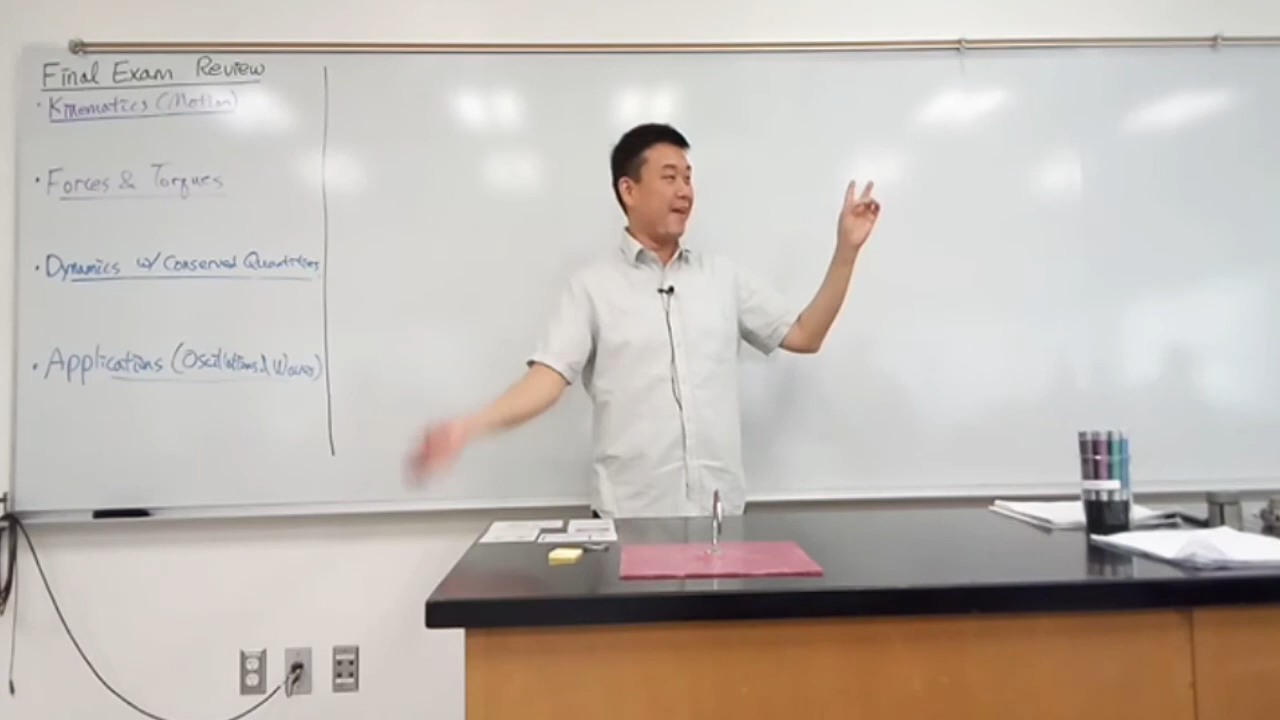 Final Exam Review
· Kinematics (Motion)
· Forces & Torques
· Dynamics w/ Conserved Quantities
· Applications (Oscillations & Waves)